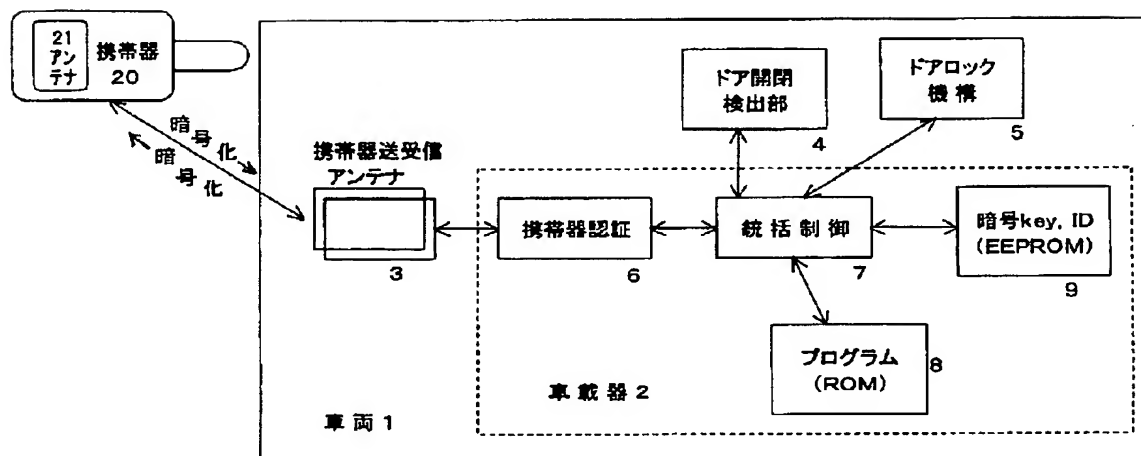 21
アン
テナ
携帯器
20
暗号化
暗号化
携帯器送受信
アンテナ
3
ドア開閉
検出部
4
ドアロック
機構
5
携帯器認証
6
統括制御
7
暗号key, ID
(EEPROM)
9
プログラム
(ROM)
8
車載器2
車両1